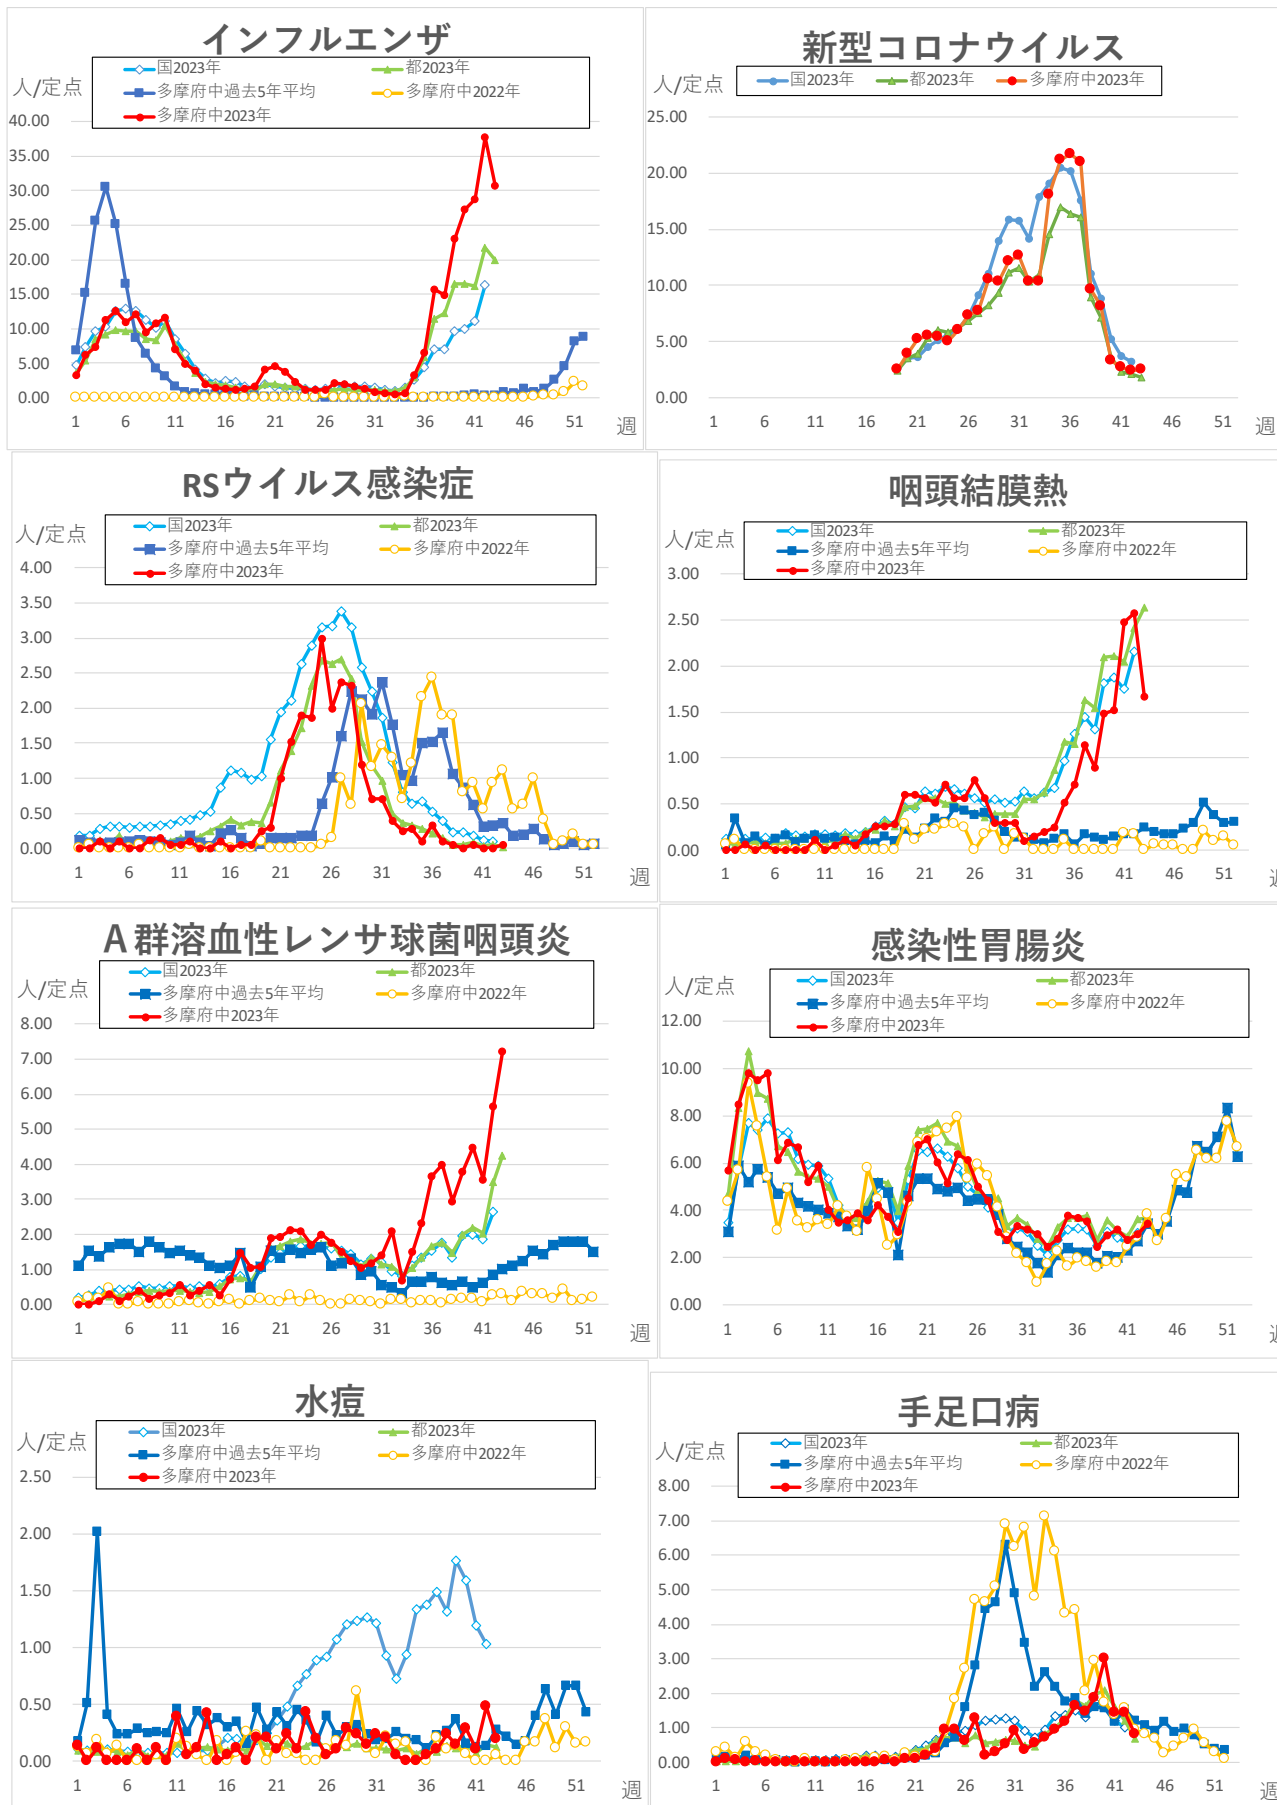 インフルエンザ
人/定点
国2023年 都2023年
多摩府中過去5年平均 多摩府中2022年
多摩府中2023年
40.00
35.00
30.00
25.00
20.00
15.00
10.00
5.00
0.00
1 6 11 16 21 26 31 36 41 46 51 週
新型コロナウイルス
人/定点
国2023年 都2023年 多摩府中2023年
25.00
20.00
15.00
10.00
5.00
0.00
1 6 11 16 21 26 31 36 41 46 51 週
RSウイルス感染症
人/定点
国2023年 都2023年
多摩府中過去5年平均 多摩府中2022年
多摩府中2023年
4.00
3.50
3.00
2.50
2.00
1.50
1.00
0.50
0.00
1 6 11 16 21 26 31 36 41 46 51 週
咽頭結膜熱
人/定点
国2023年 都2023年
多摩府中過去5年平均 多摩府中2022年
多摩府中2023年
3.00
2.50
2.00
1.50
1.00
0.50
0.00
1 6 11 16 21 26 31 36 41 46 51
A群溶血性レンサ球菌咽頭炎
人/定点
国2023年 都2023年
多摩府中過去5年平均 多摩府中2022年
多摩府中2023年
8.00
7.00
6.00
5.00
4.00
3.00
2.00
1.00
0.00
1 6 11 16 21 26 31 36 41 46 51 週
感染性胃腸炎
人/定点
国2023年 都2023年
多摩府中過去5年平均 多摩府中2022年
多摩府中2023年
12.00
10.00
8.00
6.00
4.00
2.00
0.00
1 6 11 16 21 26 31 36 41 46 51
水痘
人/定点
国2023年 都2023年
多摩府中過去5年平均 多摩府中2022年
多摩府中2023年
2.50
2.00
1.50
1.00
0.50
0.00
1 6 11 16 21 26 31 36 41 46 51 週
手足口病
人/定点
国2023年 都2023年
多摩府中過去5年平均 多摩府中2022年
多摩府中2023年
8.00
7.00
6.00
5.00
4.00
3.00
2.00
1.00
0.00
1 6 11 16 21 26 31 36 41 46 51 週